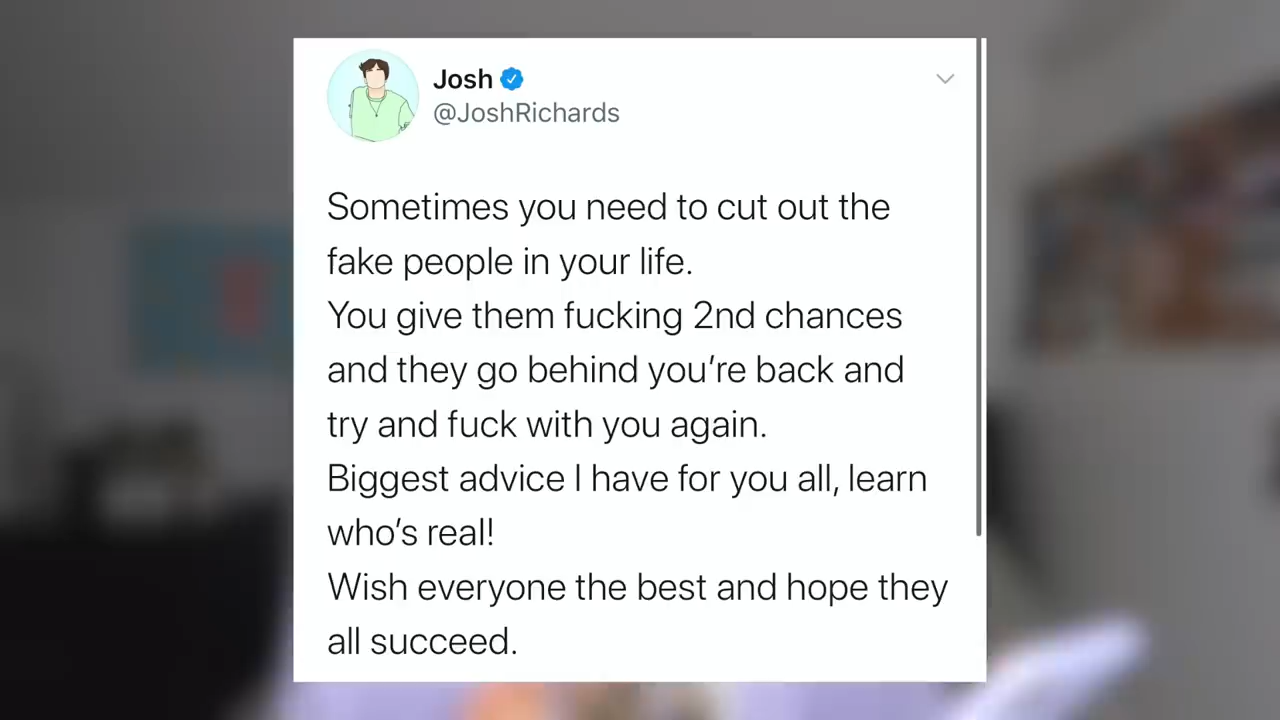 Josh
@JoshRichards
Sometimes you need to cut out the
fake people in your life.
You give them fucking 2nd chances
and they go behind you're back and
try and fuck with you again.
Biggest advice I have for you all, learn
who's real!
Wish everyone the best and hope they
all succeed.